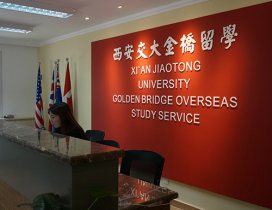 西安交大金橋留學
XI'AN JIAOTONG
UNIVERSITY
GOLDEN BRIDGE OVERSEAS
STUDY SERVICE